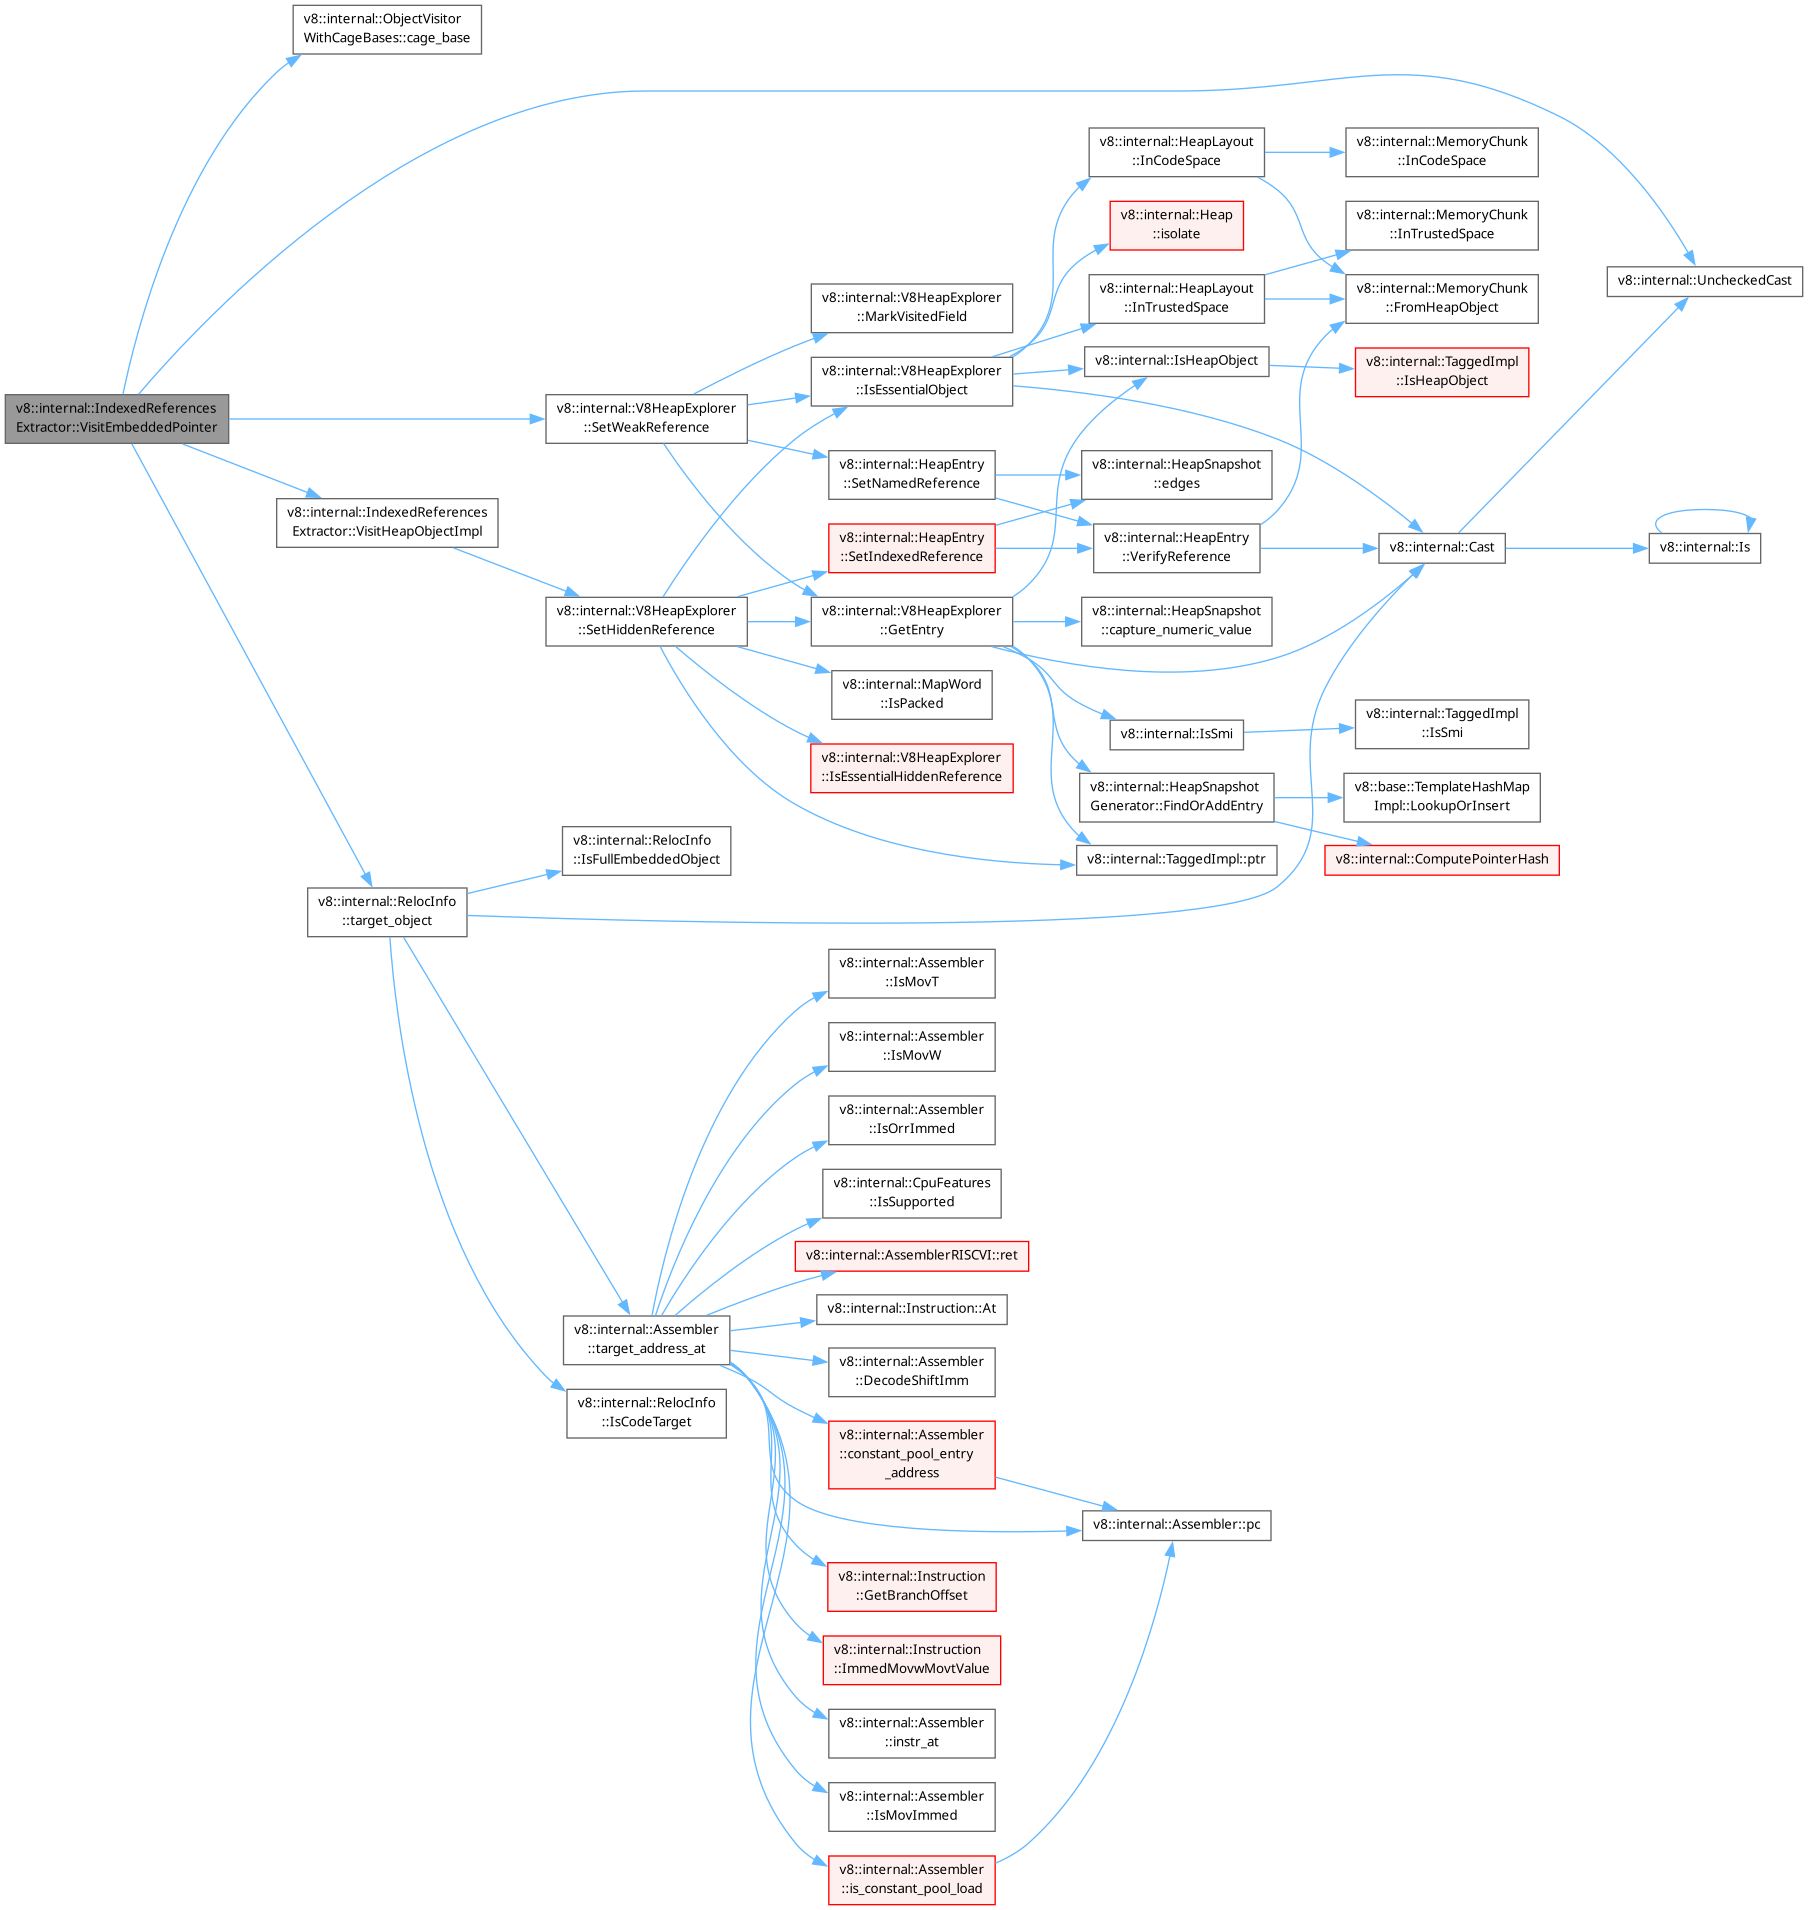 v8::internal::ObjectVisitor
WithCageBases::cage_base
v8::internal::IndexedReferences
Extractor::VisitEmbeddedPointer
v8::internal::IndexedReferences
Extractor::VisitHeapObjectImpl
v8::internal::RelocInfo
::target_object
v8::internal::V8HeapExplorer
::SetWeakReference
v8::internal::V8HeapExplorer
::SetHiddenReference
v8::internal::RelocInfo
::IsFullEmbeddedObject
v8::internal::Assembler
::target_address_at
v8::internal::RelocInfo
::IsCodeTarget
v8::internal::V8HeapExplorer
::MarkVisitedField
v8::internal::V8HeapExplorer
::IsEssentialObject
v8::internal::HeapEntry
::SetNamedReference
v8::internal::HeapEntry
::SetIndexedReference
v8::internal::V8HeapExplorer
::GetEntry
v8::internal::MapWord
::IsPacked
v8::internal::V8HeapExplorer
::IsEssentialHiddenReference
v8::internal::Assembler
::IsMovT
v8::internal::Assembler
::IsMovW
v8::internal::Assembler
::IsOrrImmed
v8::internal::CpuFeatures
::IsSupported
v8::internal::AssemblerRISCVI::ret
v8::internal::Instruction::At
v8::internal::Assembler
::DecodeShiftImm
v8::internal::Assembler
::constant_pool_entry
_address
v8::internal::Instruction
::GetBranchOffset
v8::internal::Instruction
::ImmedMovwMovtValue
v8::internal::Assembler
::instr_at
v8::internal::Assembler
::IsMovImmed
v8::internal::Assembler
::is_constant_pool_load
v8::internal::HeapLayout
::InCodeSpace
v8::internal::Heap
::isolate
v8::internal::HeapLayout
::InTrustedSpace
v8::internal::IsHeapObject
v8::internal::HeapSnapshot
::edges
v8::internal::HeapEntry
::VerifyReference
v8::internal::HeapSnapshot
::capture_numeric_value
v8::internal::IsSmi
v8::internal::HeapSnapshot
Generator::FindOrAddEntry
v8::internal::TaggedImpl::ptr
v8::internal::Assembler::pc
v8::internal::MemoryChunk
::InCodeSpace
v8::internal::MemoryChunk
::InTrustedSpace
v8::internal::MemoryChunk
::FromHeapObject
v8::internal::TaggedImpl
::IsHeapObject
v8::internal::Cast
v8::internal::TaggedImpl
::IsSmi
v8::base::TemplateHashMap
Impl::LookupOrInsert
v8::internal::ComputePointerHash
v8::internal::UncheckedCast
v8::internal::Is